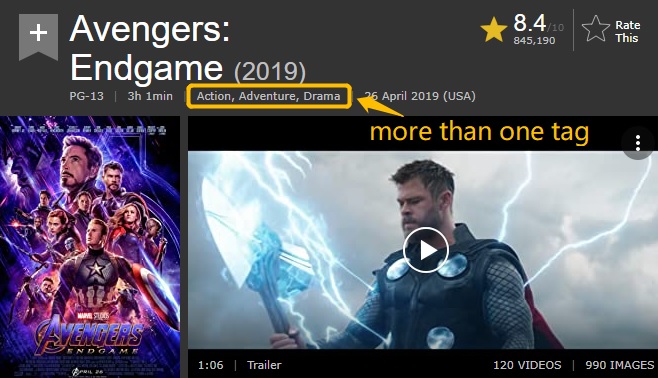 Avengers:
Endgame (2019)
8.4/10
845,190
Rate
This
PG-13 | 3h 1min | Action, Adventure, Drama | 26 April 2019 (USA)
more than one tag
MARVEL STUDIOS
AVENGERS
ENDGAME
APRIL 26
1:06 | Trailer
120 VIDEOS | 990 IMAGES